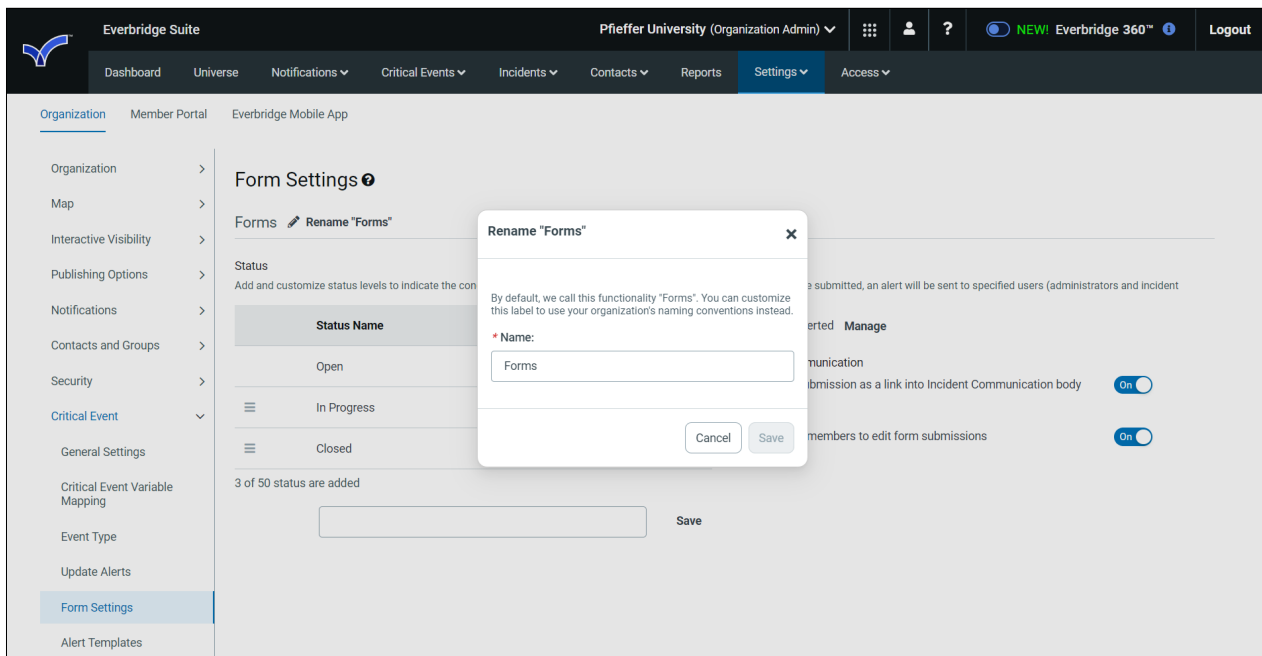 Everbridge Suite
Pfieffer University (Organization Admin)
?
NEW! Everbridge 360™
Logout
Dashboard Universe Notifications Critical Events Incidents Contacts Reports Settings Access
Organization Member Portal Everbridge Mobile App
Organization
Map
Interactive Visibility
Publishing Options
Notifications
Contacts and Groups
Security
Critical Event
General Settings
Critical Event Variable
Mapping
Event Type
Update Alerts
Form Settings
Alert Templates
Form Settings
Forms Rename "Forms"
Status
Add and customize status levels to indicate the con
Status Name
Open
In Progress
Closed
3 of 50 status are added
Save
e submitted, an alert will be sent to specified users (administrators and incident
erted Manage
munication
bmission as a link into Incident Communication body On
members to edit form submissions On
Rename "Forms"
By default, we call this functionality "Forms". You can customize
this label to use your organization's naming conventions instead.
* Name:
Forms
Cancel Save